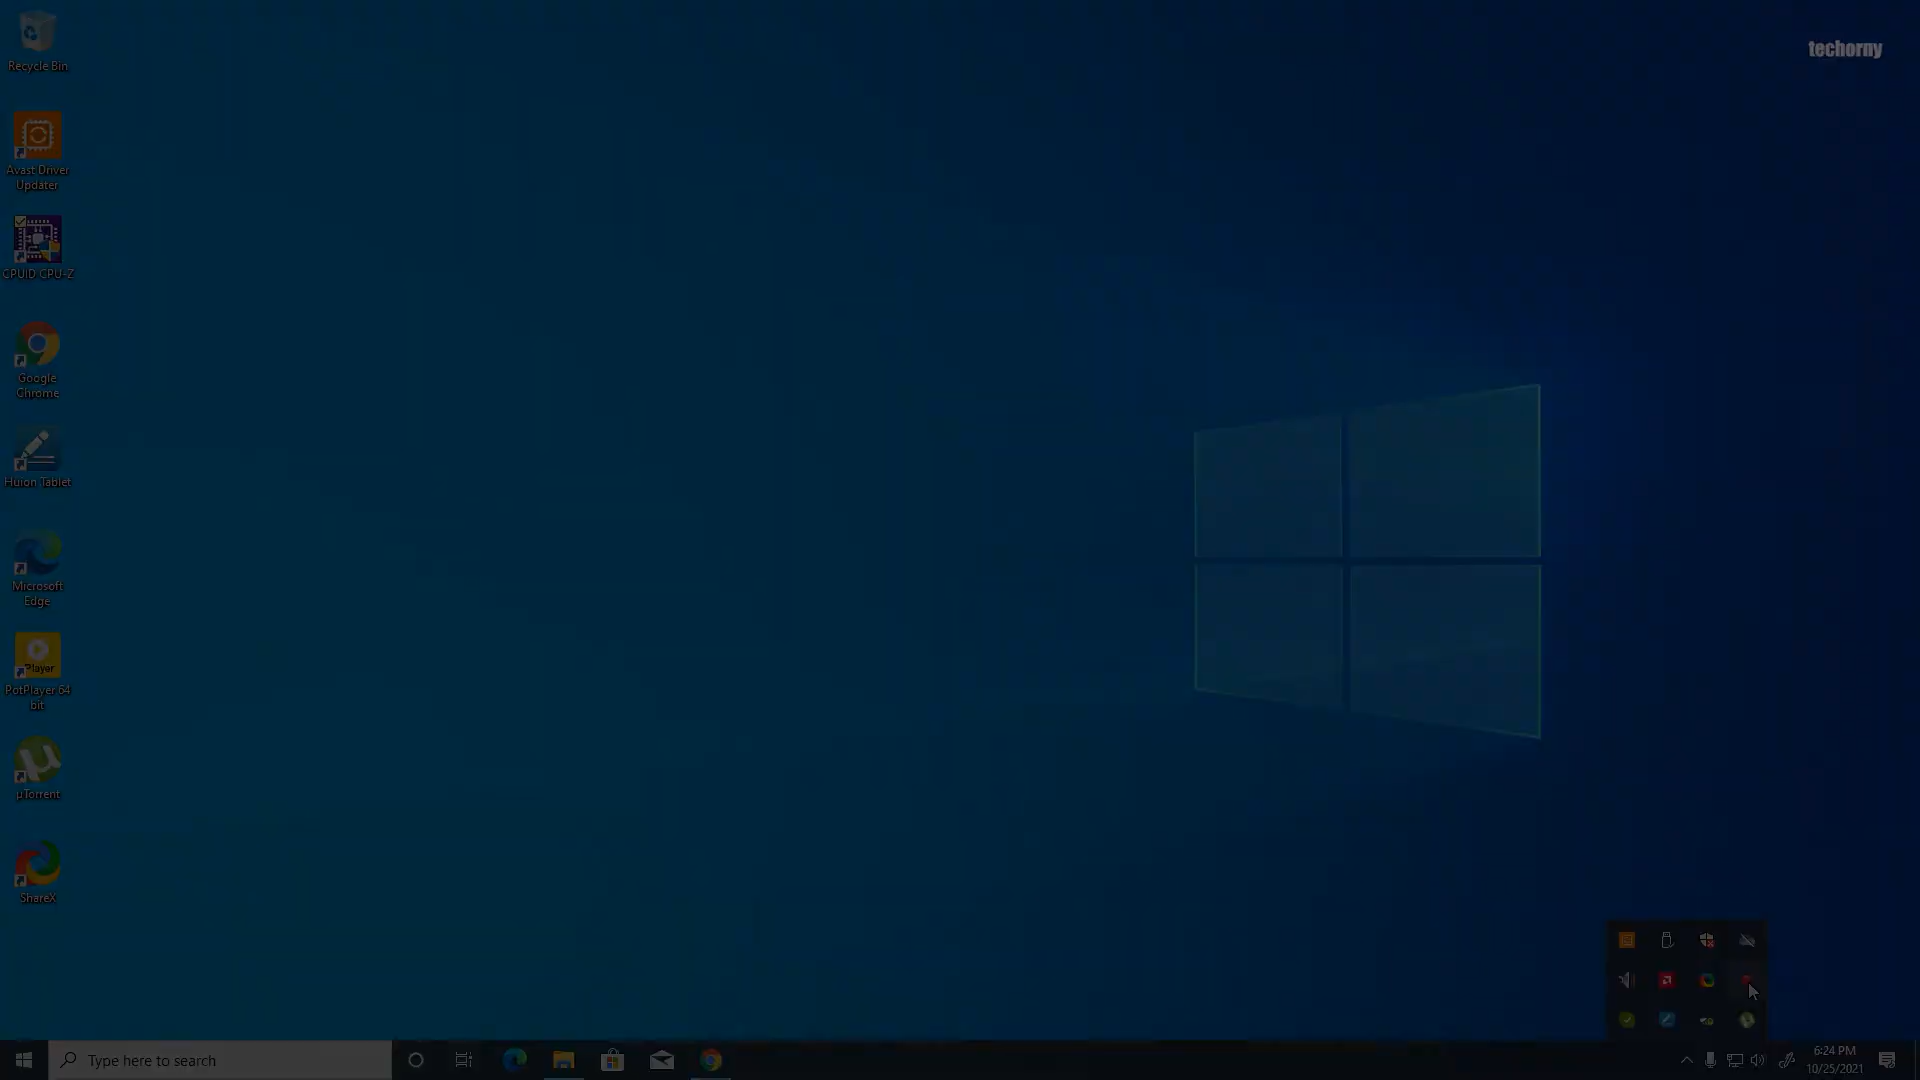 techorny
Recycle Bin
Avast Driver
Updater
CPUID CPU-Z
Google
Chrome
Huion Tablet
Microsoft
Edge
Player
PotPlayer 64
bit
µTorrent
ShareX
Type here to search
6:24 PM
10/25/2021